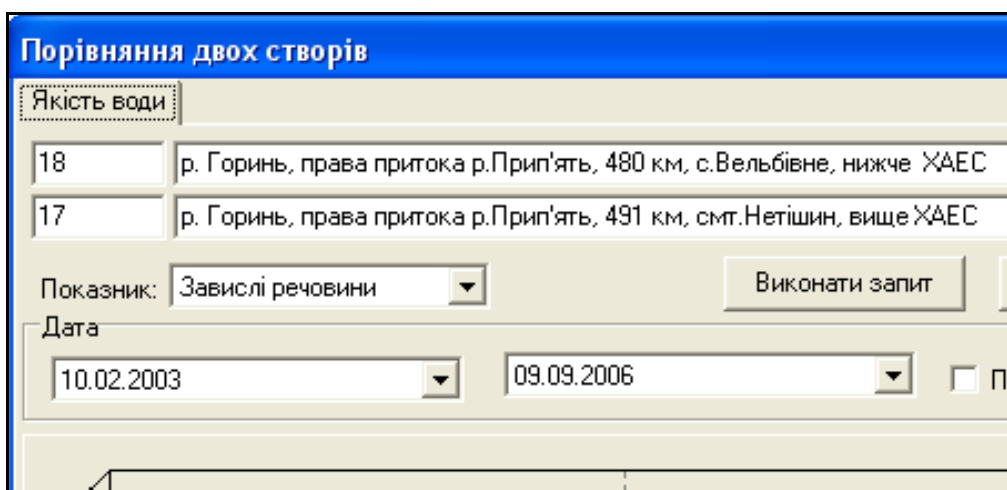 Порівняння двох створів
Якість води
18 р. Горинь, права притока р.Прип'ять, 480 км, с.Вельбівне, нижче ХАЕС
17 р. Горинь, права притока р.Прип'ять, 491 км, смт.Нетішин, вище ХАЕС
Показник: Завислі речовини Виконати запит
Дата
10.02.2003 09.09.2006